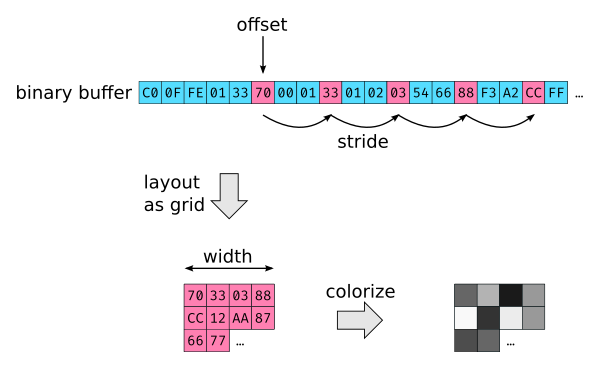 offset
binary buffer C0 0F FE 01 33 70 00 01 33 01 02 03 54 66 88 F3 A2 CC FF …
stride
layout
as grid
width
70 33 03 88
colorize
CC 12 AA 87
66 77 …
…